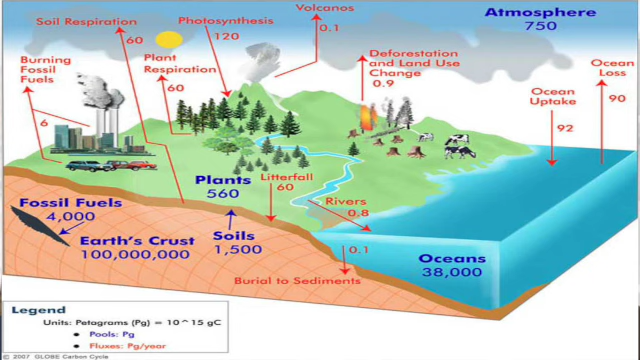 Volcanos
0.1
Atmosphere
750
Soil Respiration
60
Photosynthesis
120
Burning
Fossil
Fuels
6
Plant
Respiration
60
Deforestation
and Land Use
Change
0.9
Ocean
Loss
90
Ocean
Uptake
92
Plants
560
Litterfall
60
Rivers
0.8
Fossil Fuels
4,000
Earth's Crust
100,000,000
Soils
1,500
0.1
Burial to Sediments
Oceans
38,000
Legend
Units: Petagrams (Pg) = 10^15 gC
• Pools: Pg
• Fluxes: Pg/year
© 2007 GLOBE Carbon Cycle